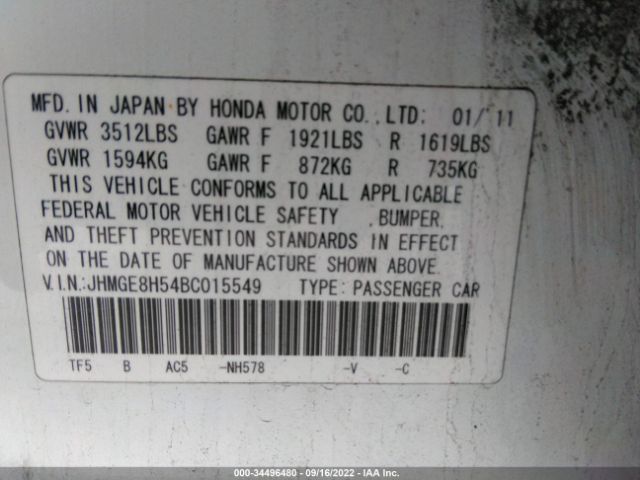 MFD. IN JAPAN BY HONDA MOTOR CO., LTD: 01/'11
GVWR 3512LBS GAWR F 1921LBS R 1619LBS
GVWR 1594KG GAWR F 872KG R 735KG
THIS VEHICLE CONFORMS TO ALL APPLICABLE
FEDERAL MOTOR VEHICLE SAFETY , BUMPER,
AND THEFT PREVENTION STANDARDS IN EFFECT
ON THE DATE OF MANUFACTURE SHOWN ABOVE.
V.I.N.:JHMGE8H54BC015549 TYPE: PASSENGER CAR
TF5 B AC5 -NH578 -V -C
000-34496480 - 09/16/2022 - IAA Inc.